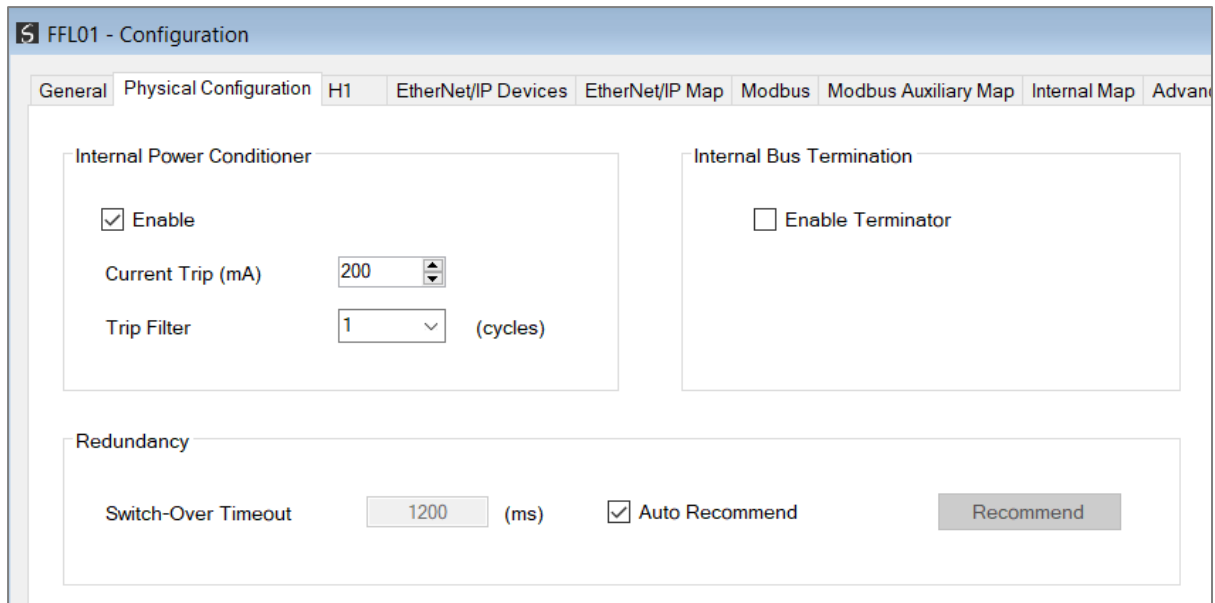 FFL01 - Configuration
General Physical Configuration H1 EtherNet/IP Devices EtherNet/IP Map Modbus Modbus Auxiliary Map Internal Map Advan
Internal Power Conditioner
Enable
Current Trip (mA) 200
Trip Filter 1 (cycles)
Internal Bus Termination
Enable Terminator
Redundancy
Switch-Over Timeout 1200 (ms) Auto Recommend Recommend